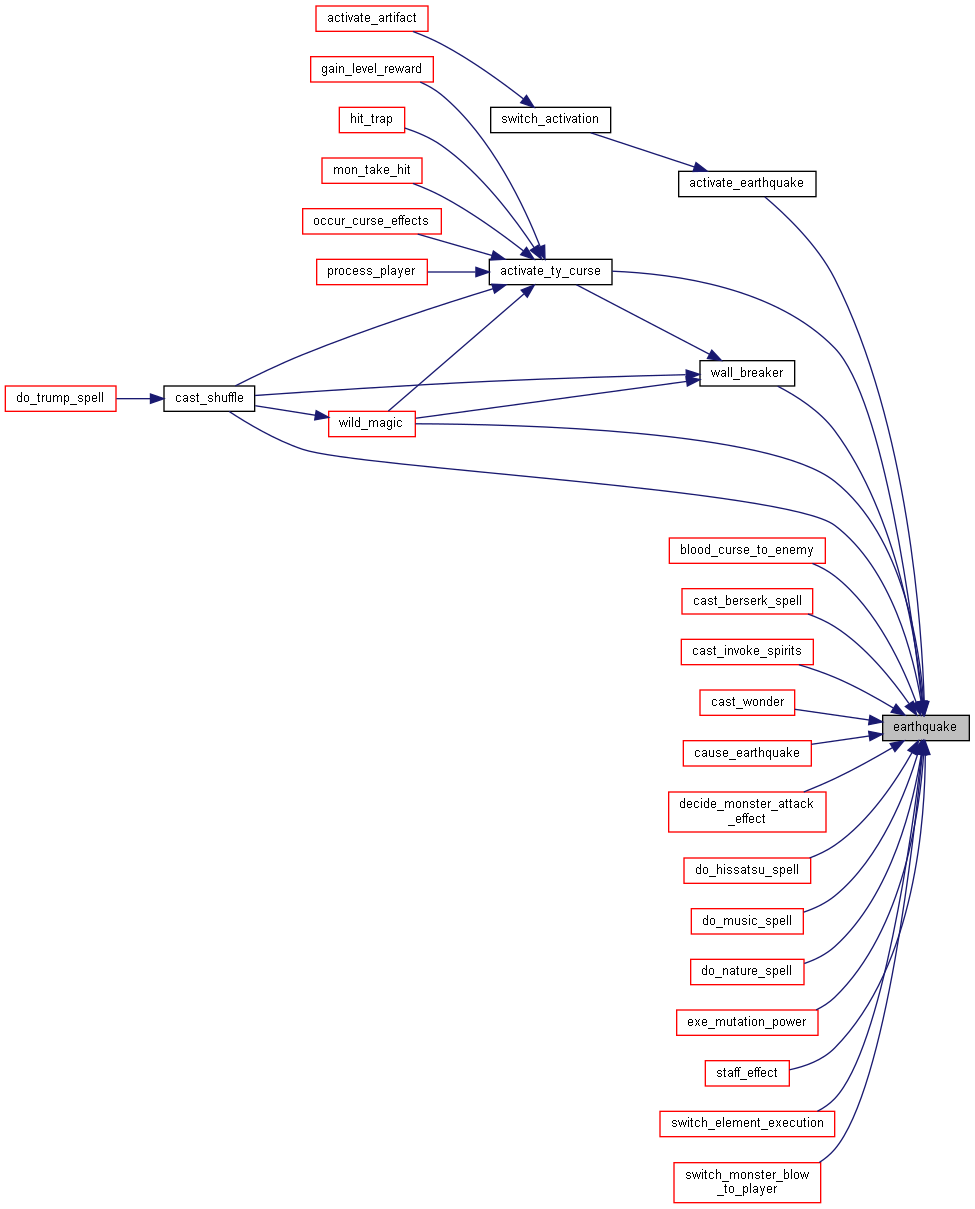 activate_artifact
gain_level_reward
switch_activation
hit_trap
mon_take_hit
activate_earthquake
occur_curse_effects
process_player
activate_ty_curse
wall_breaker
do_trump_spell
cast_shuffle
wild_magic
blood_curse_to_enemy
cast_berserk_spell
cast_invoke_spirits
cast_wonder
earthquake
cause_earthquake
decide_monster_attack
_effect
do_hissatsu_spell
do_music_spell
do_nature_spell
exe_mutation_power
staff_effect
switch_element_execution
switch_monster_blow
_to_player